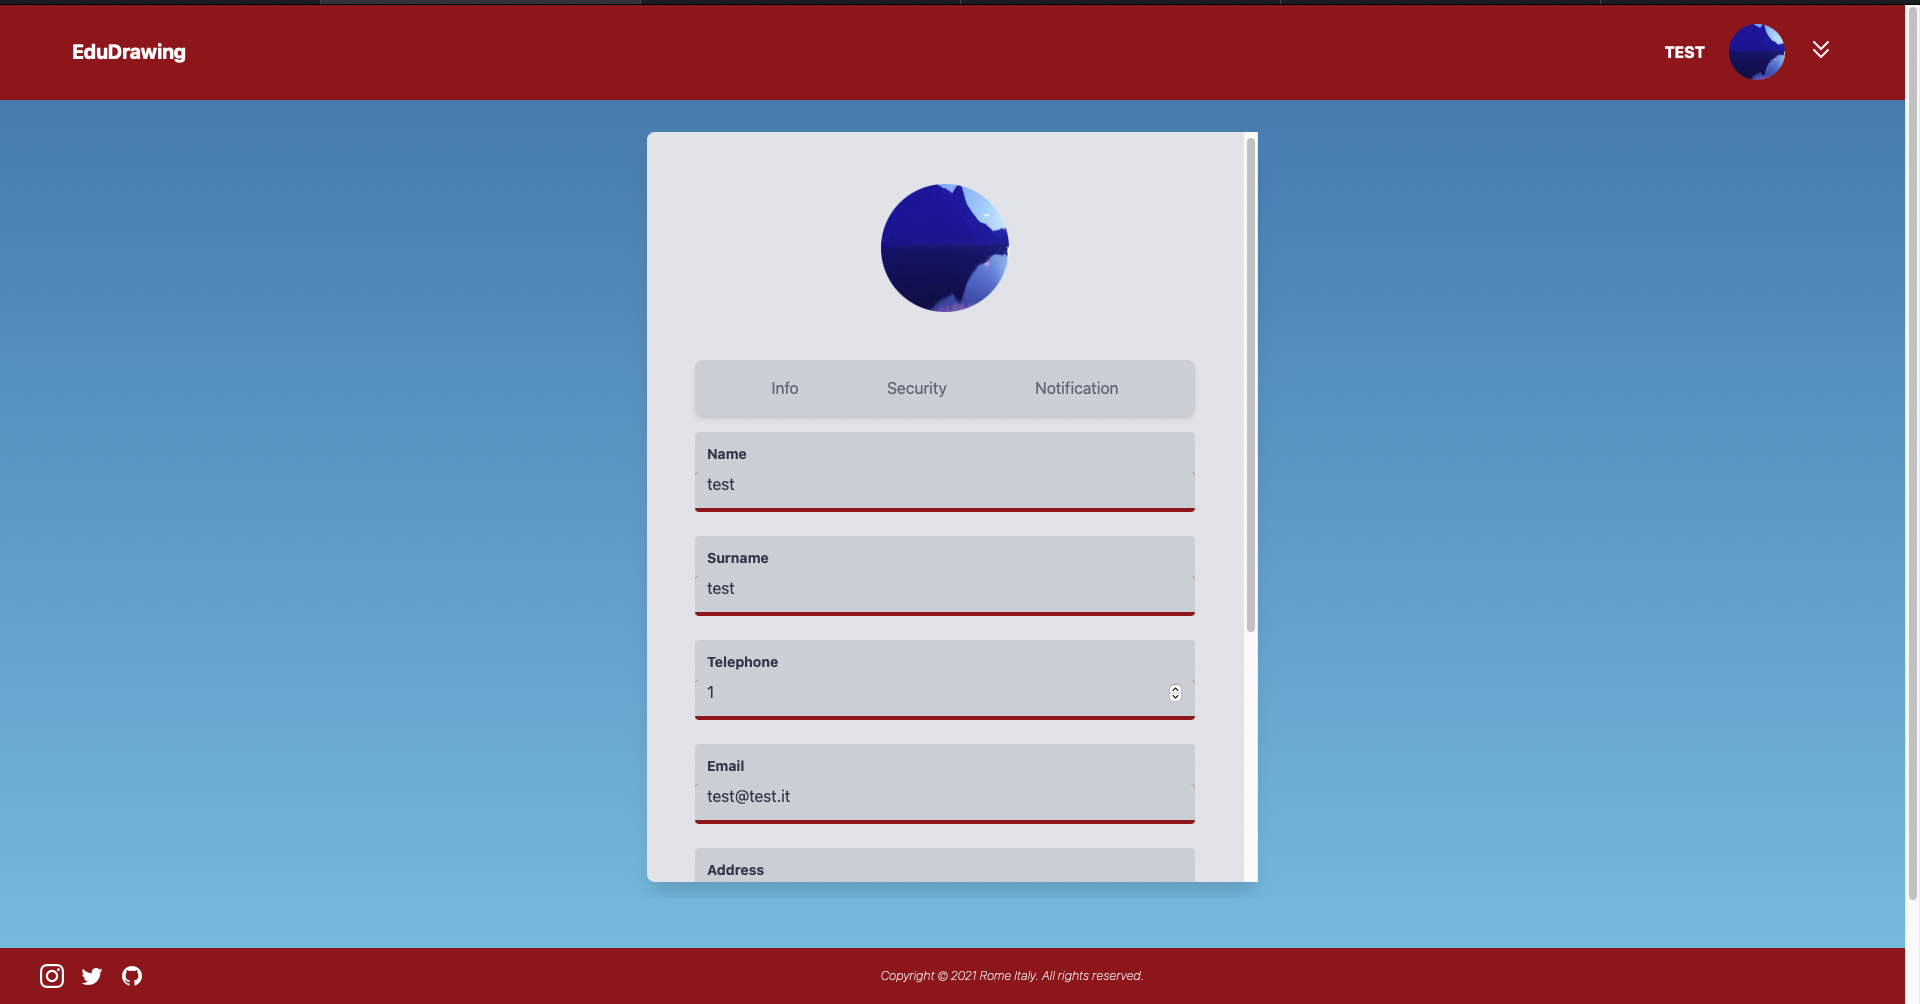 EduDrawing
TEST
Info Security Notification
Name
test
Surname
test
Telephone
1
Email
test@test.it
Address
Copyright © 2021 Rome Italy. All rights reserved.